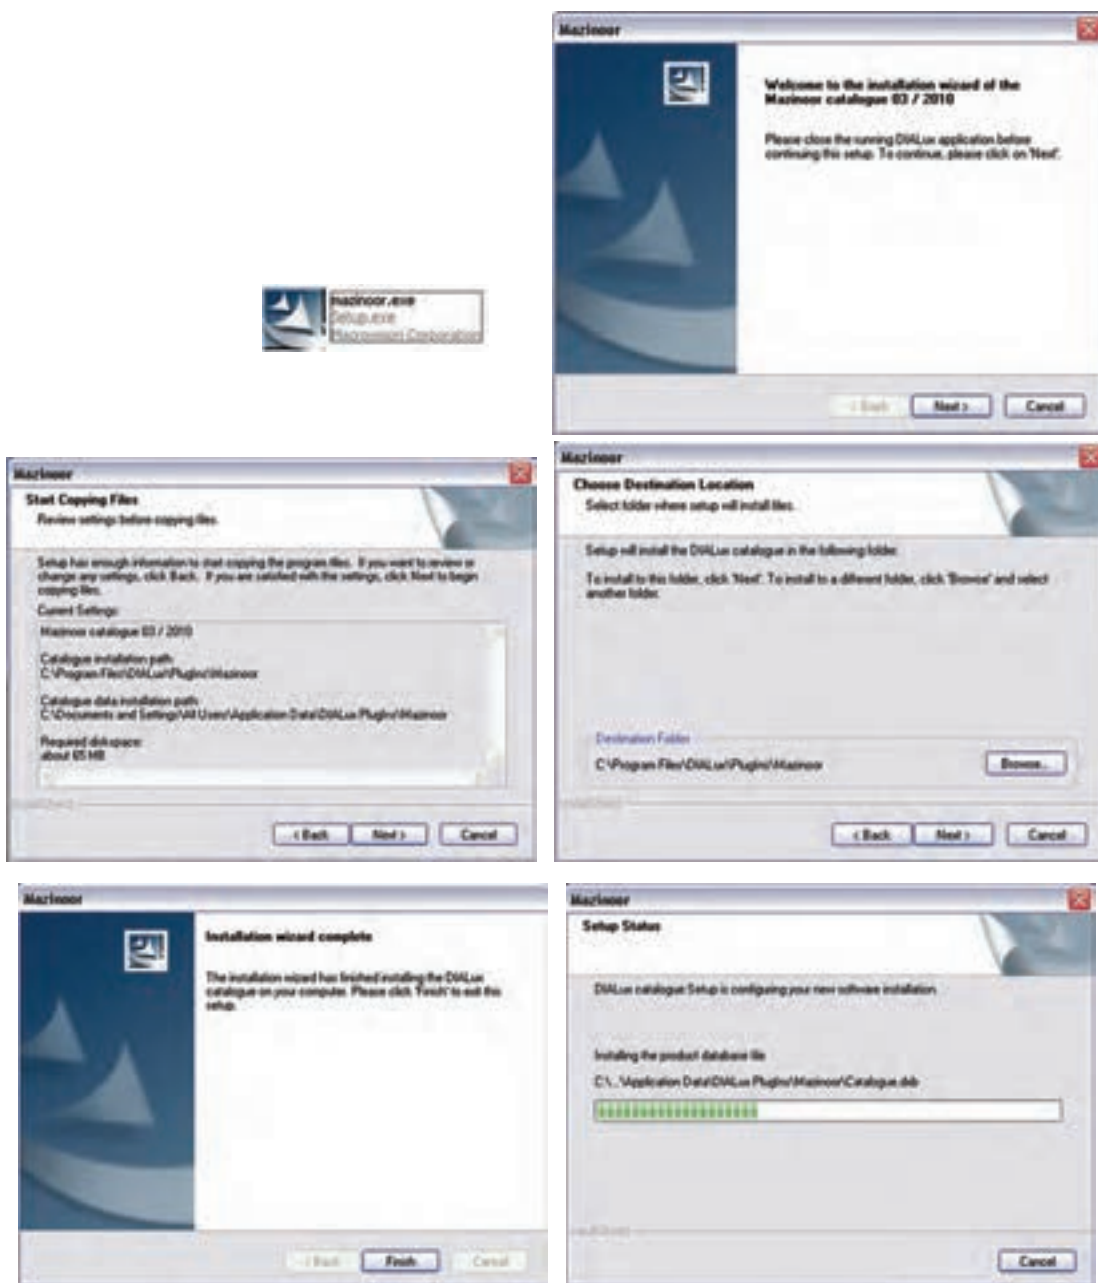 mazinoor.exe
Setup.exe
Macrovision Corporation
Mazinoor
Welcome to the installation wizard of the
Mazinoor catalogue 03 / 2010
Please close the running DIALux application before
continuing this setup. To continue, please click on 'Next'.
< Back Next > Cancel
Mazinoor
Start Copying Files
Review settings before copying files.
Setup has enough information to start copying the program files. If you want to review or
change any settings, click Back. If you are satisfied with the settings, click Next to begin
copying files.
Current Settings:
Mazinoor catalogue 03 / 2010
Catalogue installation path:
C:\Program Files\DIALux\PlugIns\Mazinoor
Catalogue data installation path:
C:\Documents and Settings\All Users\Application Data\DIALux PlugIns\Mazinoor
Required diskspace:
about 65 MB
< Back Next > Cancel
Mazinoor
Choose Destination Location
Select folder where setup will install files.
Setup will install the DIALux catalogue in the following folder.
To install to this folder, click 'Next'. To install to a different folder, click 'Browse' and select
another folder.
Destination Folder
C:\Program Files\DIALux\PlugIns\Mazinoor
Browse...
< Back Next > Cancel
Mazinoor
Installation wizard complete
The installation wizard has finished installing the DIALux
catalogue on your computer. Please click 'Finish' to exit this
setup.
< Back Finish Cancel
Mazinoor
Setup Status
DIALux catalogue Setup is configuring your new software installation.
Installing the product database file
C:\...\Application Data\DIALux PlugIns\Mazinoor\Catalogue.dxb
Cancel